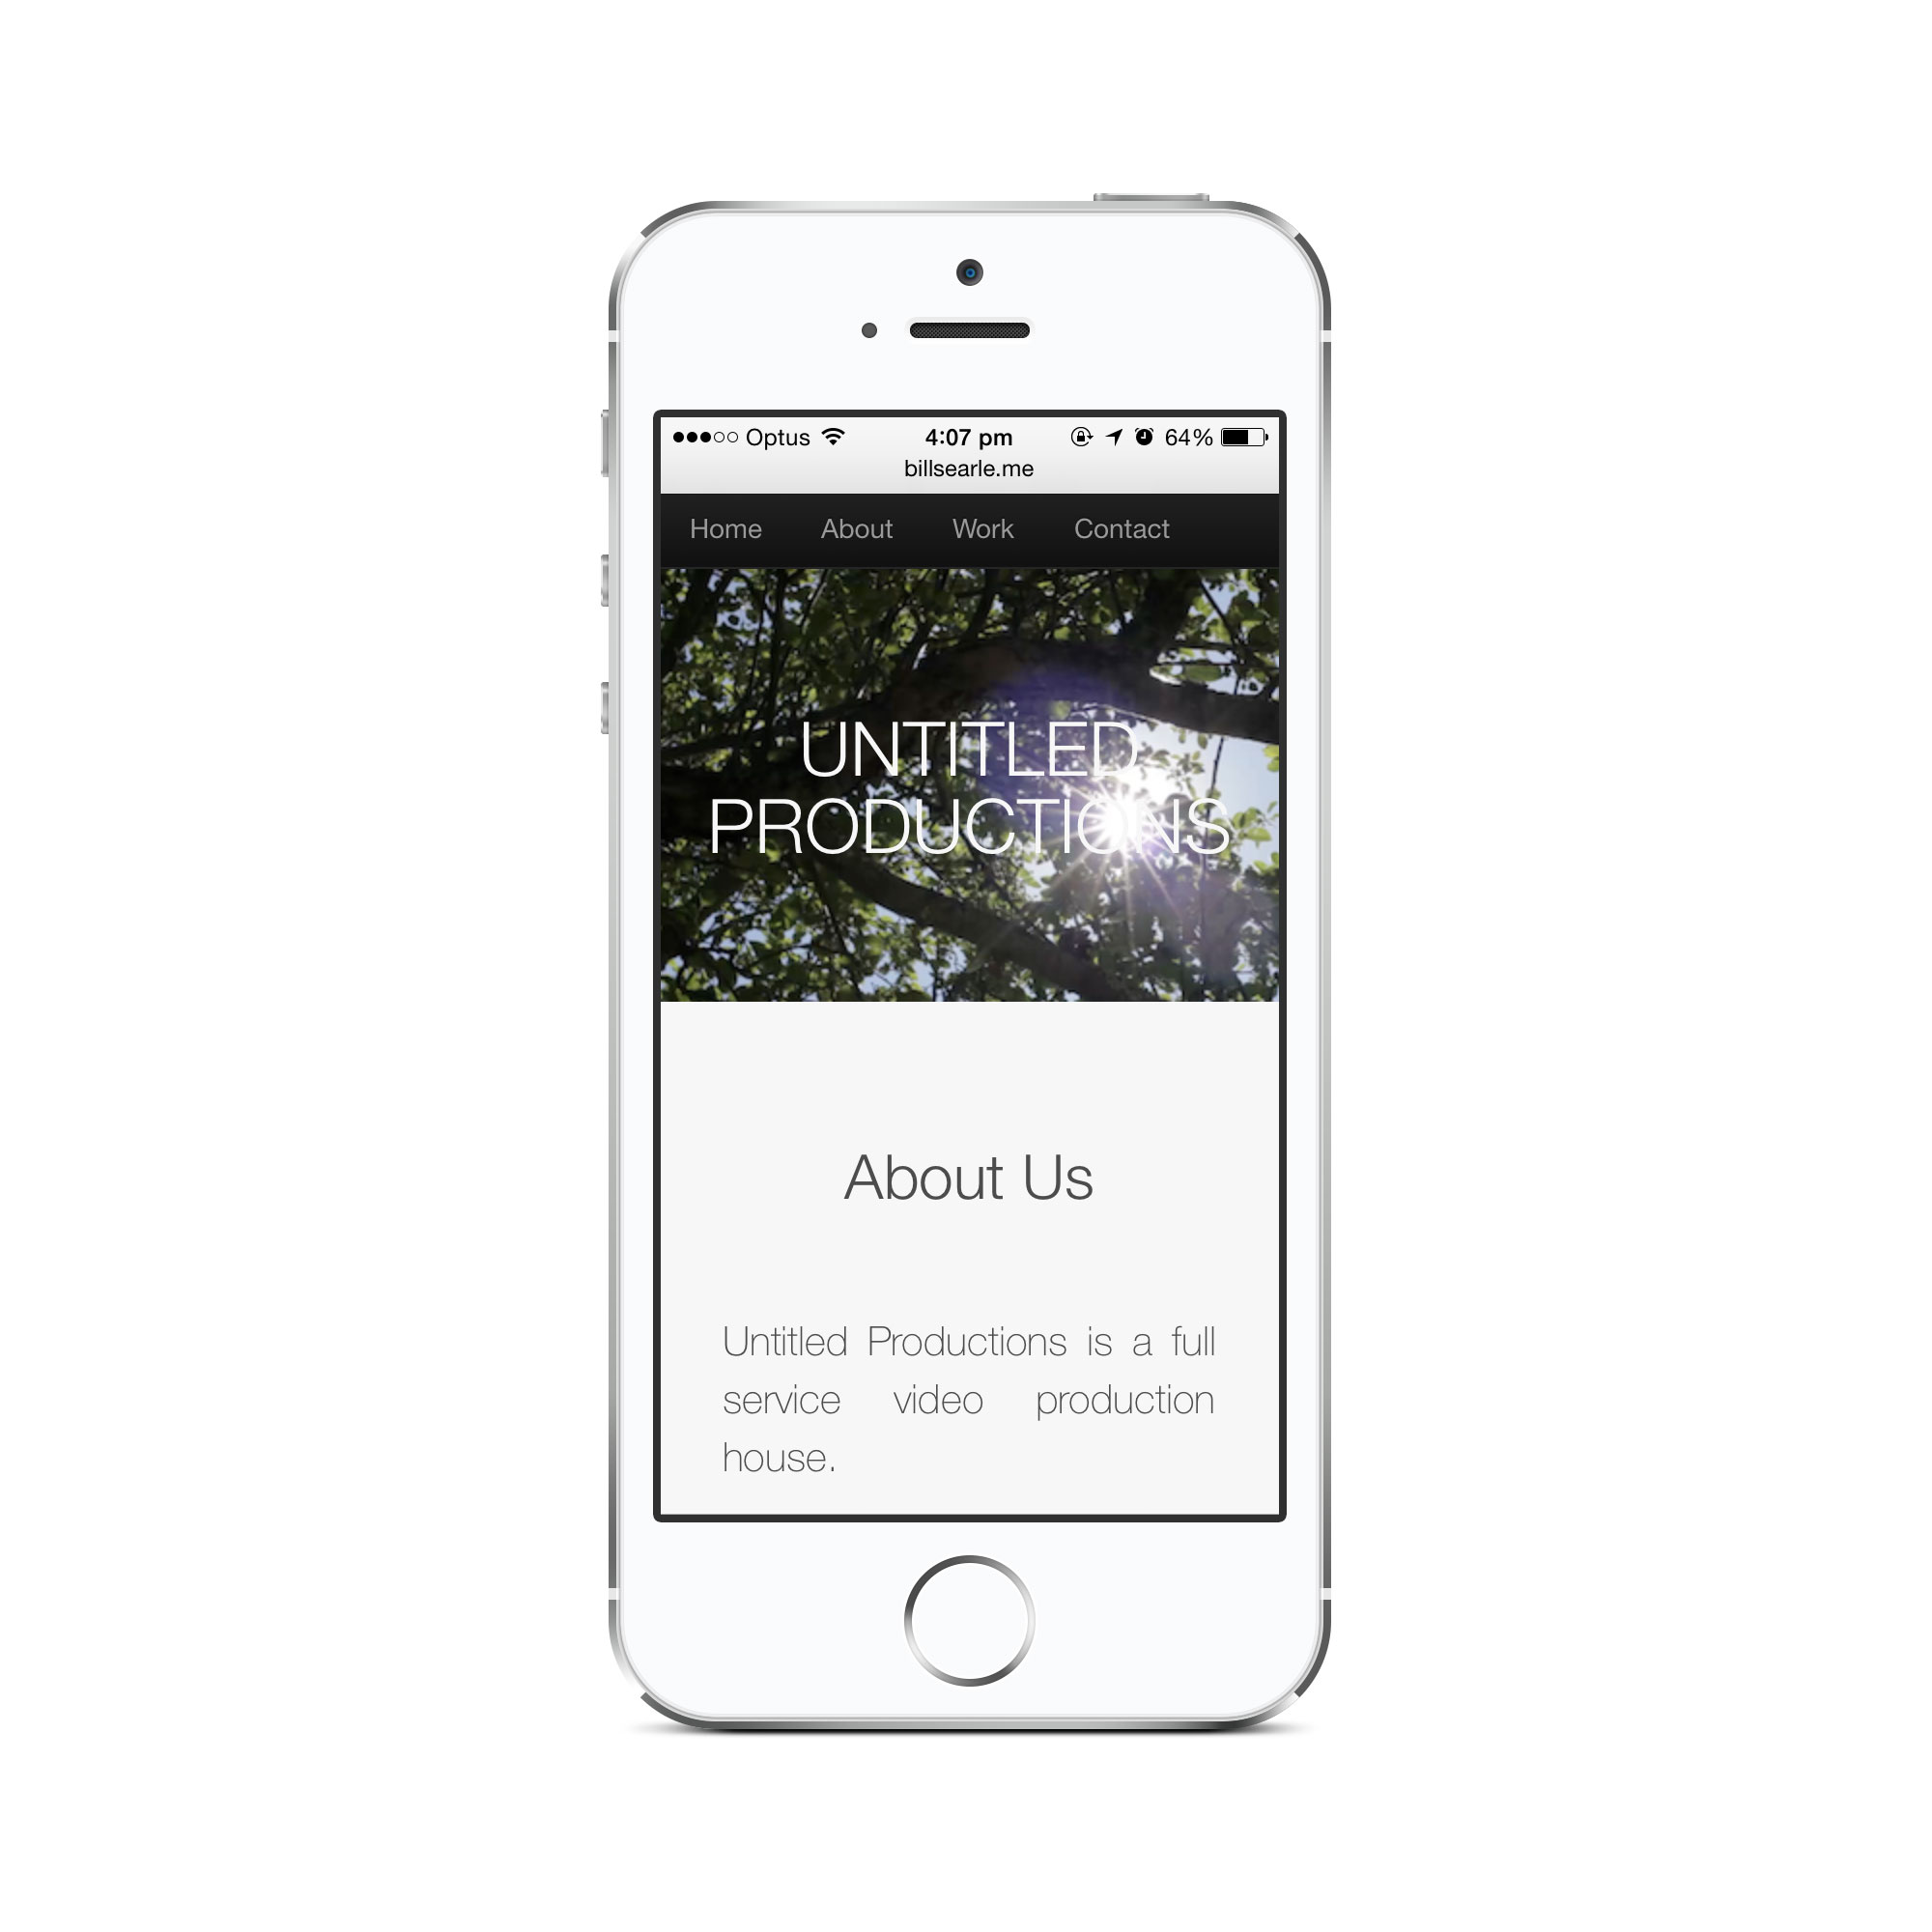 Optus 4:07 pm 64%
billsearle.me
Home About Work Contact
UNTITLED
PRODUCTIONS
About Us
Untitled Productions is a full
service video production
house.